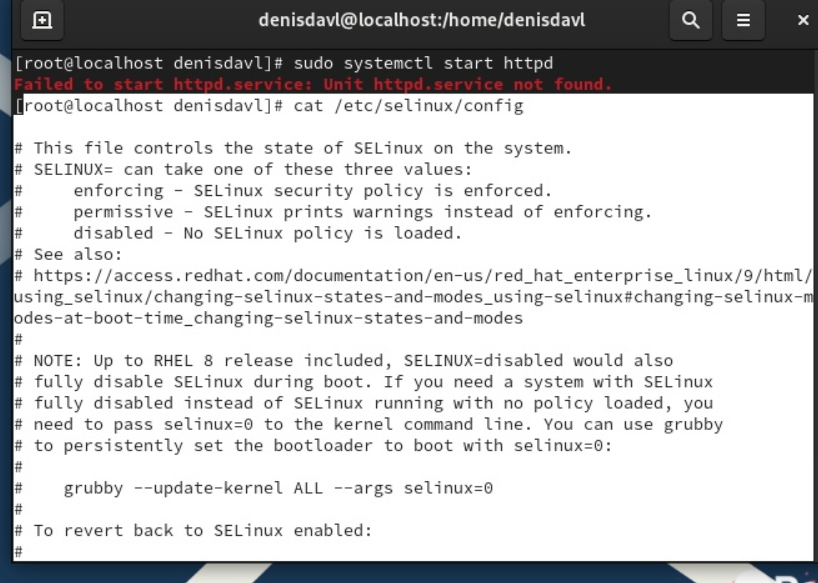 denisdavl@localhost:/home/denisdavl
[root@localhost denisdavl]# sudo systemctl start httpd
Failed to start httpd.service: Unit httpd.service not found.
[root@localhost denisdavl]# cat /etc/selinux/config
# This file controls the state of SELinux on the system.
# SELINUX= can take one of these three values:
#     enforcing - SELinux security policy is enforced.
#     permissive - SELinux prints warnings instead of enforcing.
#     disabled - No SELinux policy is loaded.
# See also:
# https://access.redhat.com/documentation/en-us/red_hat_enterprise_linux/9/html/
using_selinux/changing-selinux-states-and-modes_using-selinux#changing-selinux-m
odes-at-boot-time_changing-selinux-states-and-modes
#
# NOTE: Up to RHEL 8 release included, SELINUX=disabled would also
# fully disable SELinux during boot. If you need a system with SELinux
# fully disabled instead of SELinux running with no policy loaded, you
# need to pass selinux=0 to the kernel command line. You can use grubby
# to persistently set the bootloader to boot with selinux=0:
#
#    grubby --update-kernel ALL --args selinux=0
#
# To revert back to SELinux enabled:
#